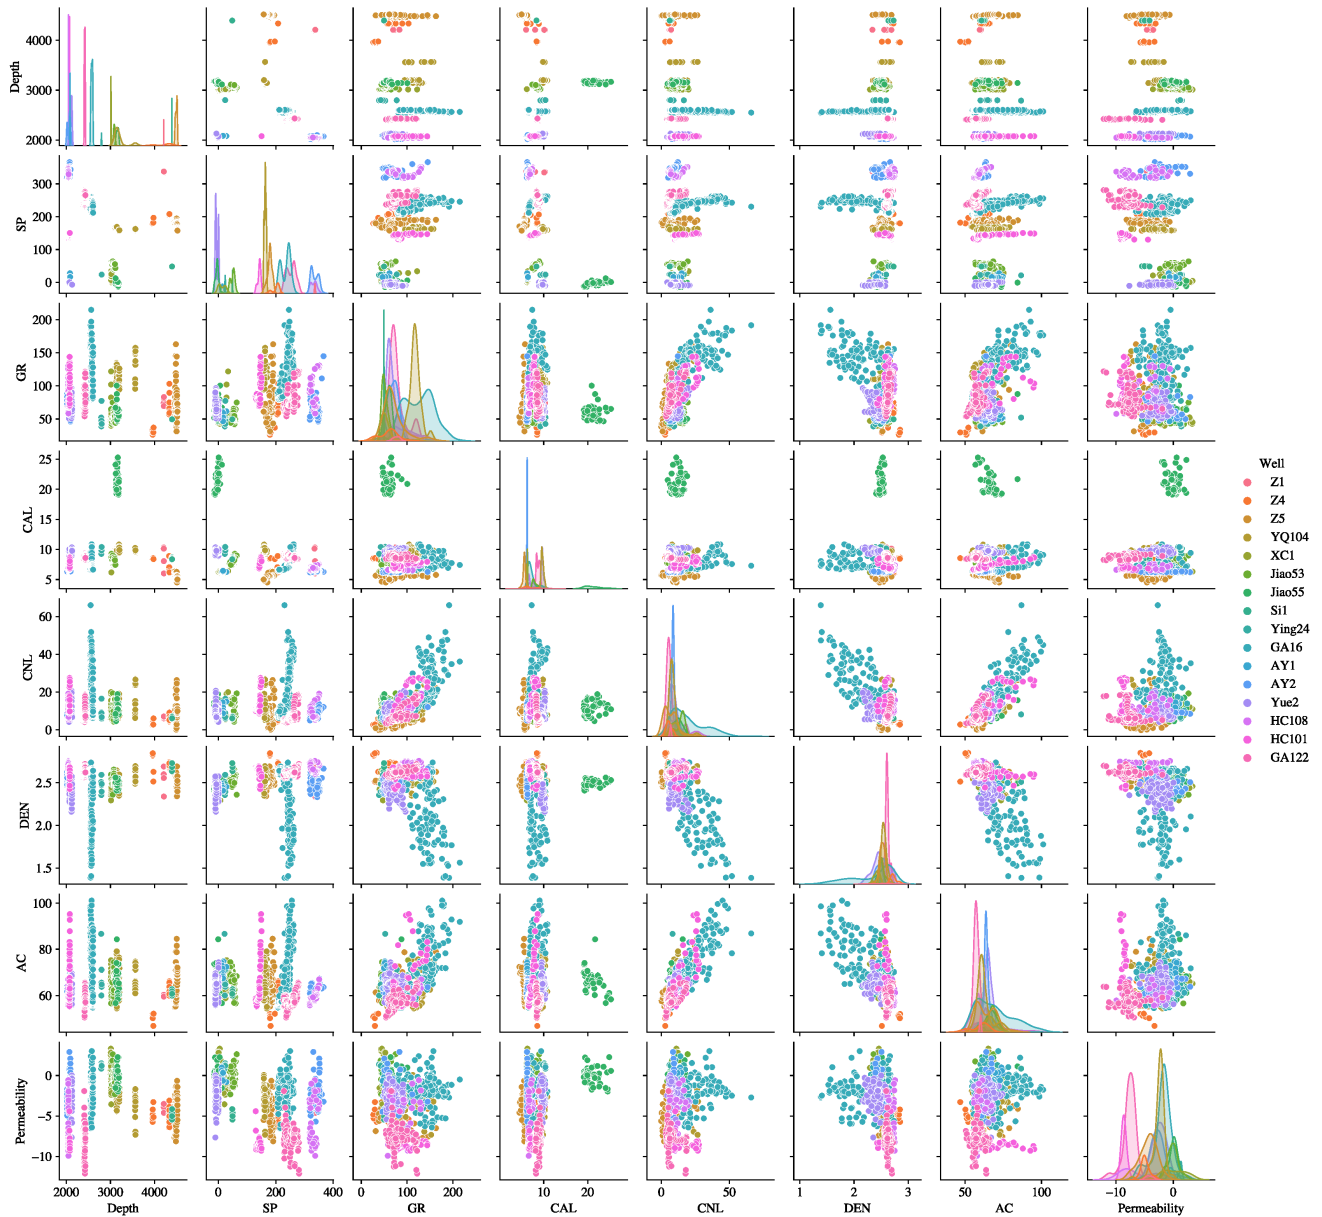 4000
3000
2000
Depth
300
200
100
0
SP
200
150
100
50
GR
25
20
15
10
5
CAL
60
40
20
0
CNL
2.5
2.0
1.5
DEN
100
80
60
AC
0
−5
−10
Permeability
2000 3000 4000
Depth
0 200 400
SP
0 100 200
GR
10 20
CAL
0 50
CNL
1 2 3
DEN
50 100
AC
−10 0
Permeability
Well
Z1
Z4
Z5
YQ104
XC1
Jiao53
Jiao55
Si1
Ying24
GA16
AY1
AY2
Yue2
HC108
HC101
GA122